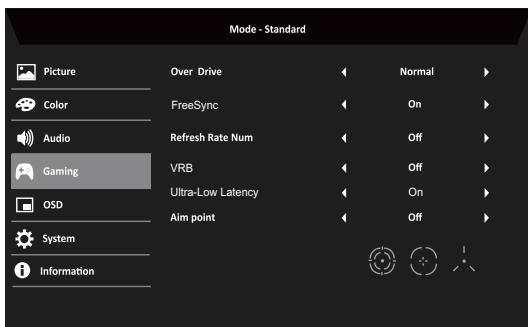 Mode - Standard
Picture
Over Drive Normal
Color
FreeSync On
Audio
Refresh Rate Num Off
Gaming
VRB Off
Ultra-Low Latency On
OSD
Aim point Off
System
Information